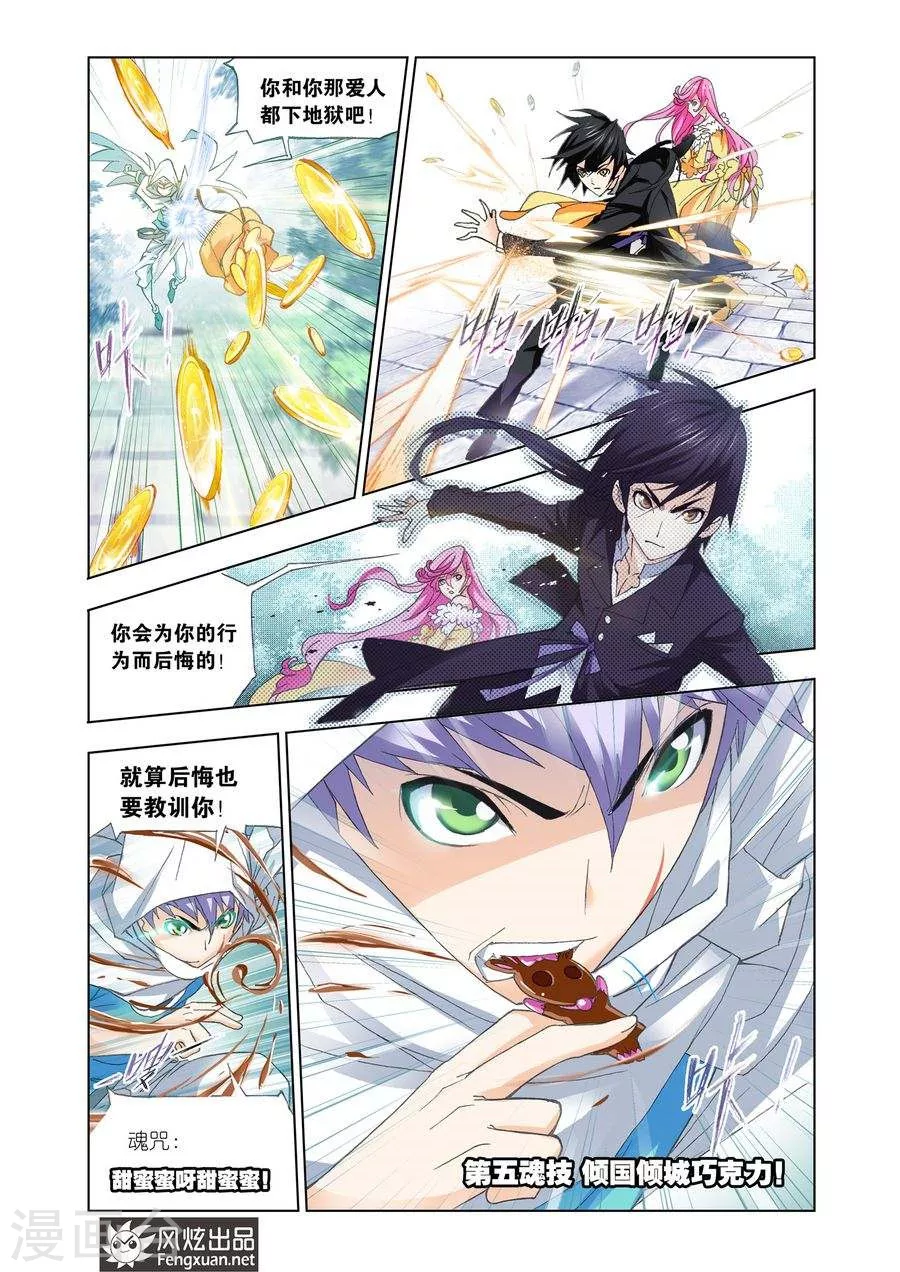 你和你那爱人
都下地狱吧！
咔！
啪！啪！啪！
你会为你的行
为而后悔的！
就算后悔也
要教训你！
魂咒：
甜蜜蜜呀甜蜜蜜！
咔！
第五魂技 倾国倾城巧克力！
漫画台
风炫出品
Fengxuan.net